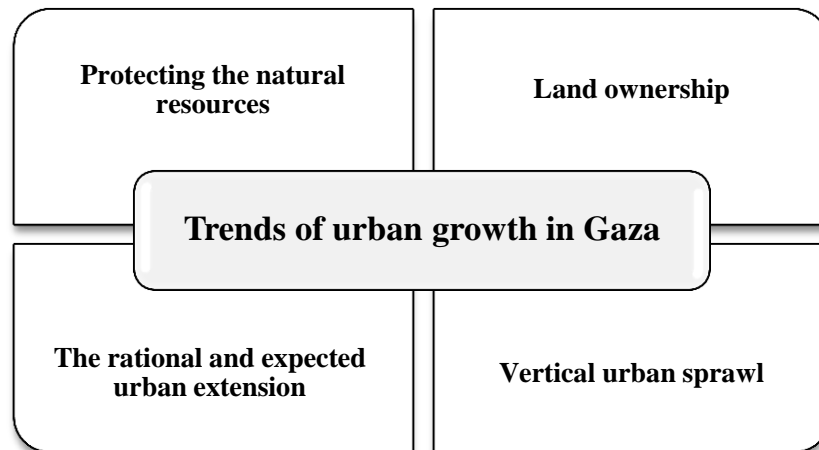 Protecting the natural
resources
Land ownership
Trends of urban growth in Gaza
The rational and expected
urban extension
Vertical urban sprawl